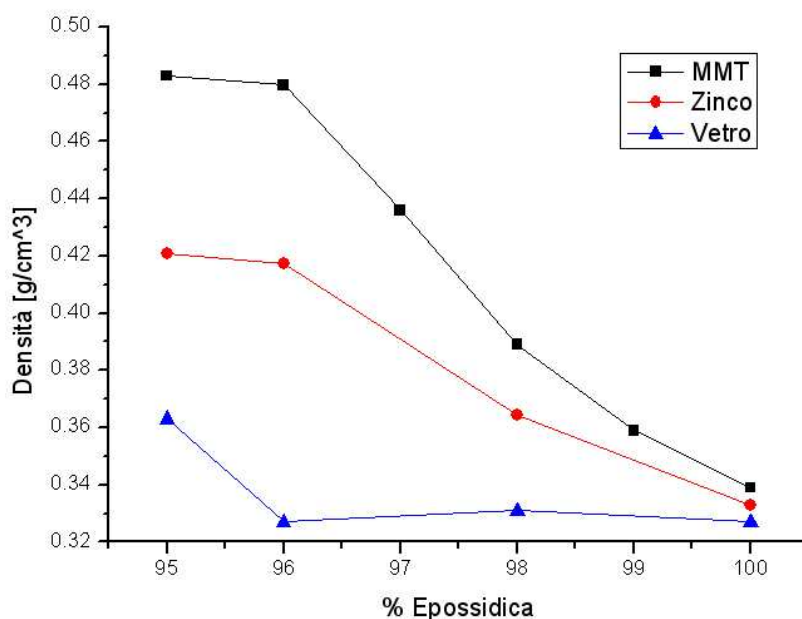 0.50
0.48
0.46
0.44
0.42
0.40
0.38
0.36
0.34
0.32
Densità [g/cm^3]
MMT
Zinco
Vetro
95 96 97 98 99 100
% Epossidica